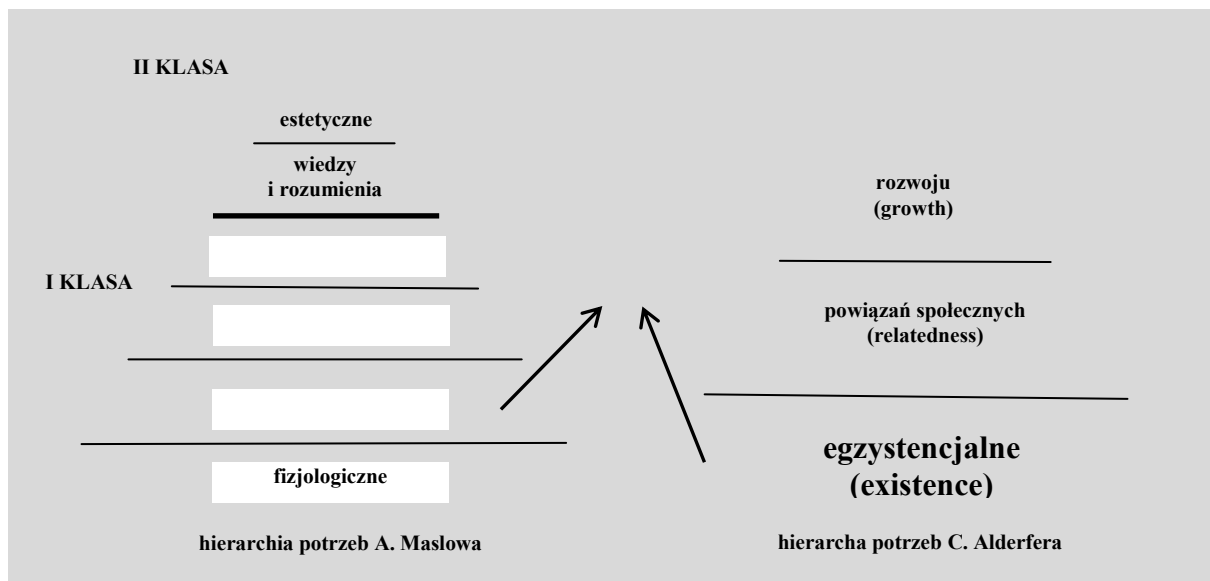 II KLASA
estetyczne
wiedzy
i rozumienia
I KLASA
fizjologiczne
hierarchia potrzeb A. Maslowa
rozwoju
(growth)
powiązań społecznych
(relatedness)
egzystencjalne
(existence)
hierarcha potrzeb C. Alderfera